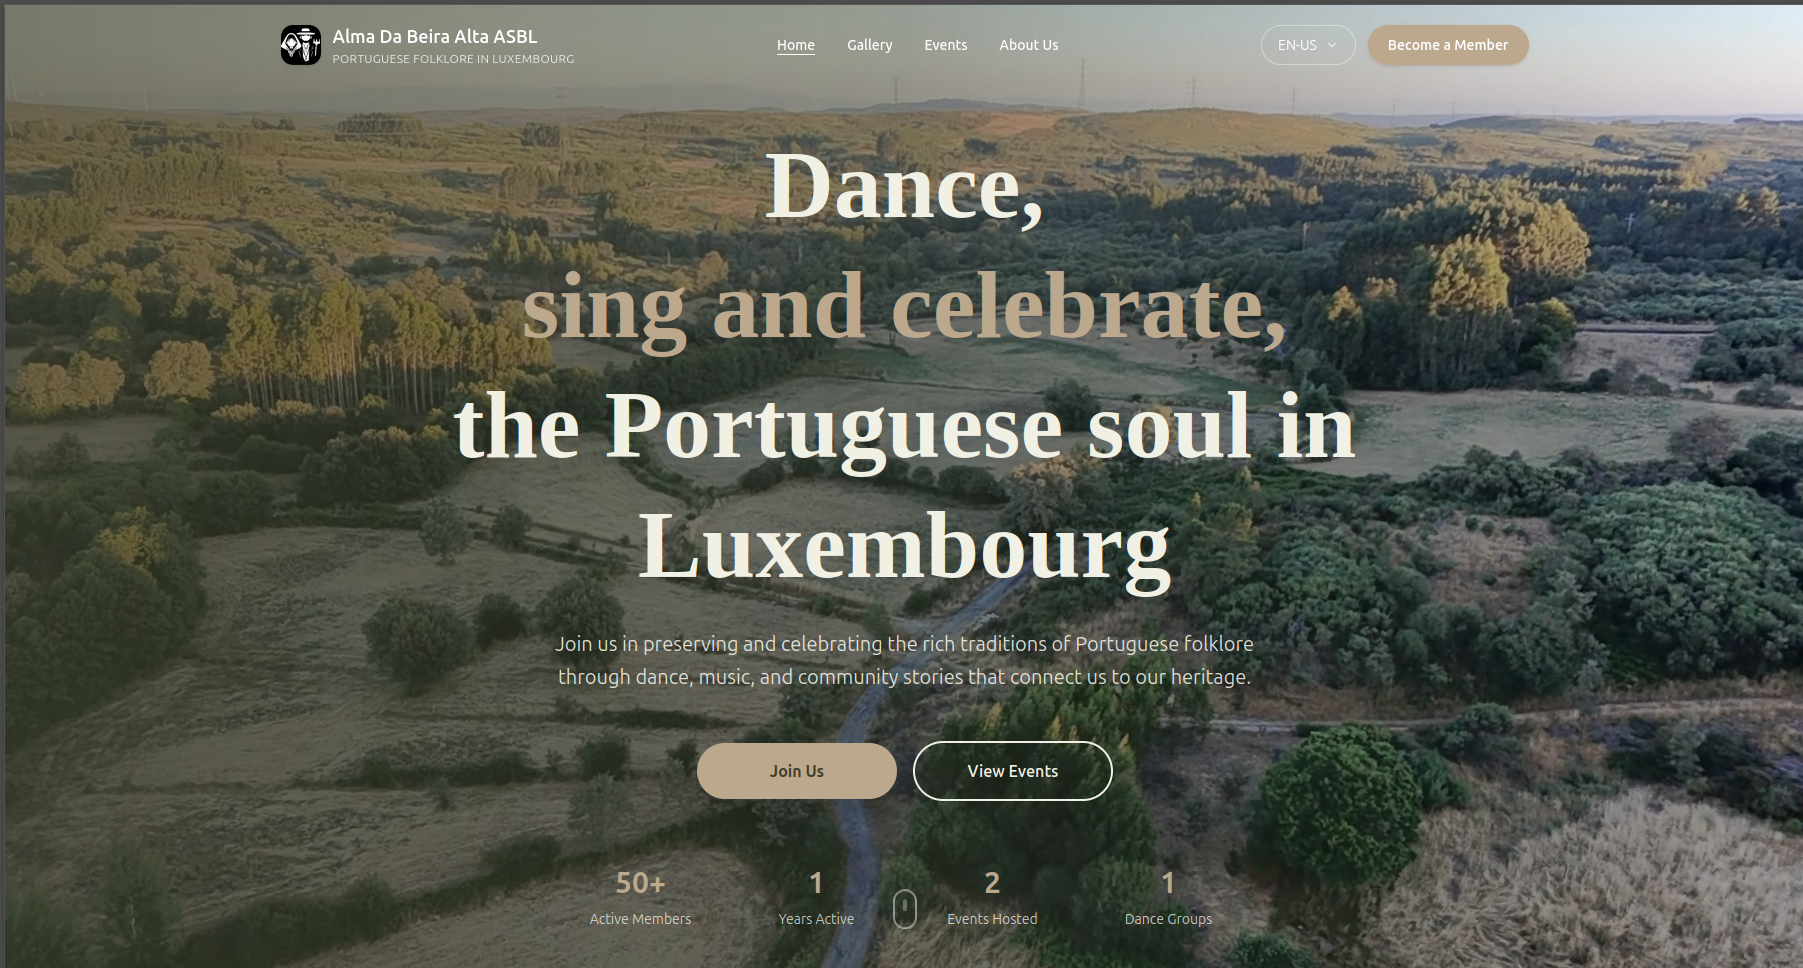 Alma Da Beira Alta ASBL
PORTUGUESE FOLKLORE IN LUXEMBOURG
Home
Gallery
Events
About Us
EN-US
Become a Member
Dance,
sing and celebrate,
the Portuguese soul in
Luxembourg
Join us in preserving and celebrating the rich traditions of Portuguese folklore
through dance, music, and community stories that connect us to our heritage.
Join Us
View Events
50+
Active Members
1
Years Active
2
Events Hosted
1
Dance Groups